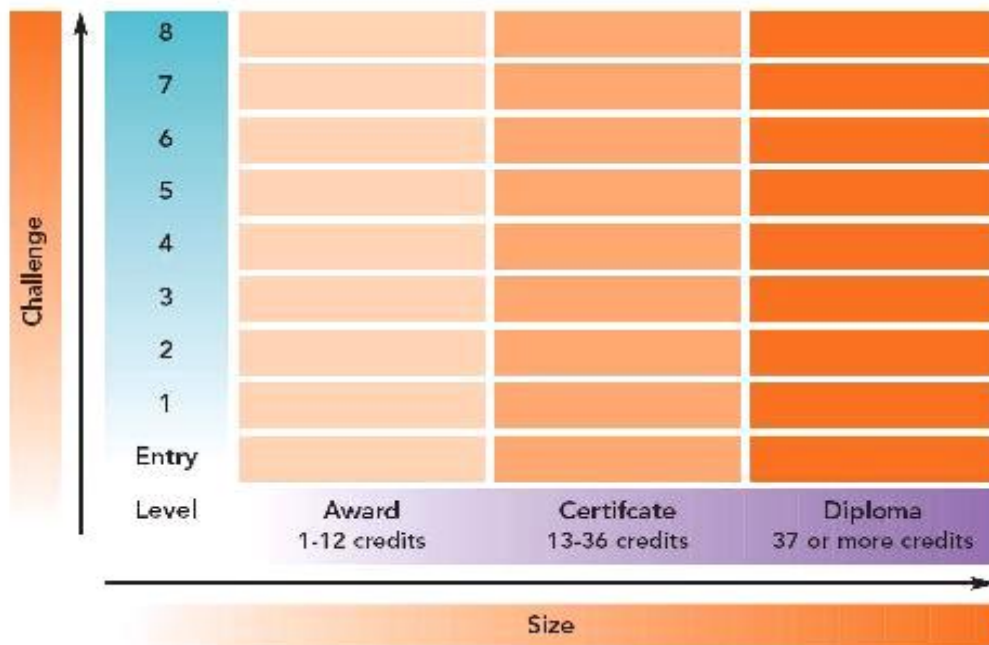 Challenge
8
7
6
5
4
3
2
1
Entry
Level
Award
1-12 credits
Certifcate
13-36 credits
Diploma
37 or more credits
Size